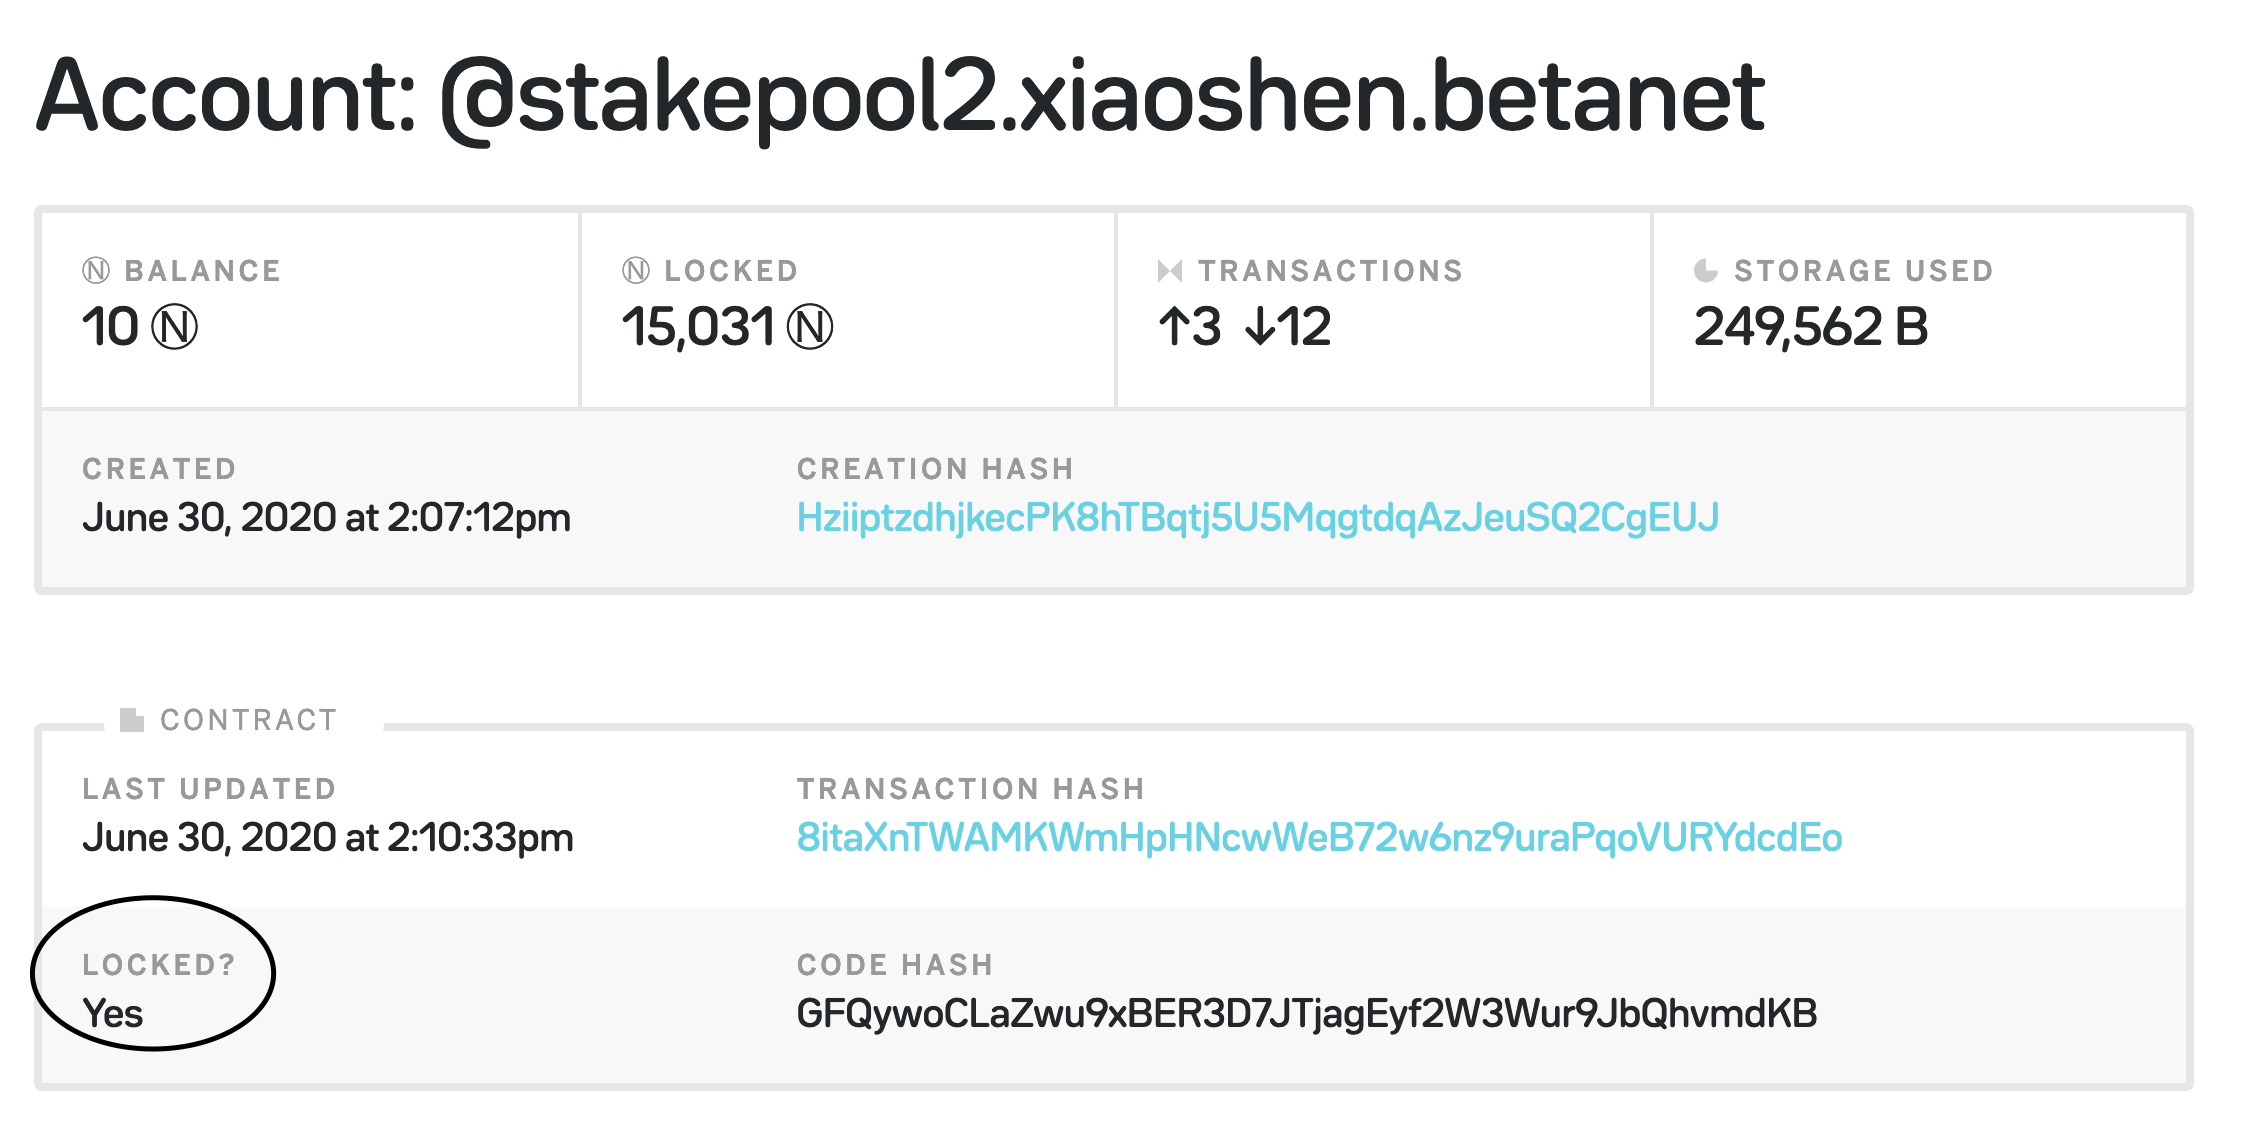 Account: @stakepool2.xiaoshen.betanet
Ⓝ BALANCE
10 Ⓝ
Ⓝ LOCKED
15,031 Ⓝ
TRANSACTIONS
↑3 ↓12
STORAGE USED
249,562 B
CREATED
June 30, 2020 at 2:07:12pm
CREATION HASH
HziiptzdhjkecPK8hTBqtj5U5MqgtdqAzJeuSQ2CgEUJ
CONTRACT
LAST UPDATED
June 30, 2020 at 2:10:33pm
TRANSACTION HASH
8itaXnTWAMKWmHpHNcwWeB72w6nz9uraPqoVURYdcdEo
LOCKED?
Yes
CODE HASH
GFQywoCLaZwu9xBER3D7JTjagEyf2W3Wur9JbQhvmdKB